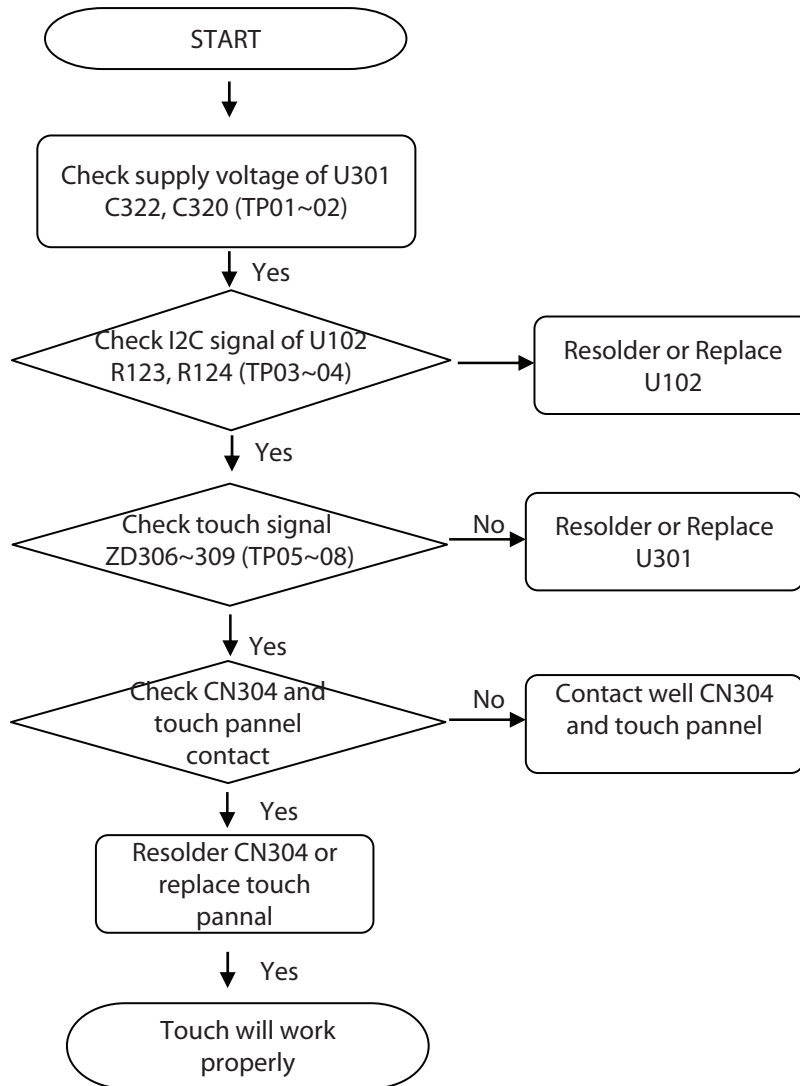 START
Check supply voltage of U301
C322, C320 (TP01~02)
Yes
Check I2C signal of U102
R123, R124 (TP03~04)
Resolder or Replace
U102
Yes
Check touch signal
ZD306~309 (TP05~08)
No
Resolder or Replace
U301
Yes
Check CN304 and
touch pannel
contact
No
Contact well CN304
and touch pannel
Yes
Resolder CN304 or
replace touch
pannal
Yes
Touch will work
properly